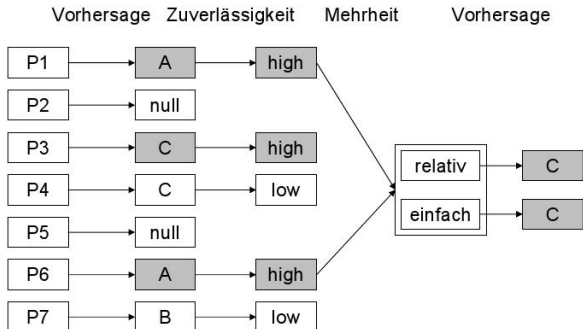 Vorhersage Zuverlässigkeit Mehrheit Vorhersage
P1 A high
P2 null
P3 C high
relativ C
P4 C low
einfach C
P5 null
P6 A high
P7 B low